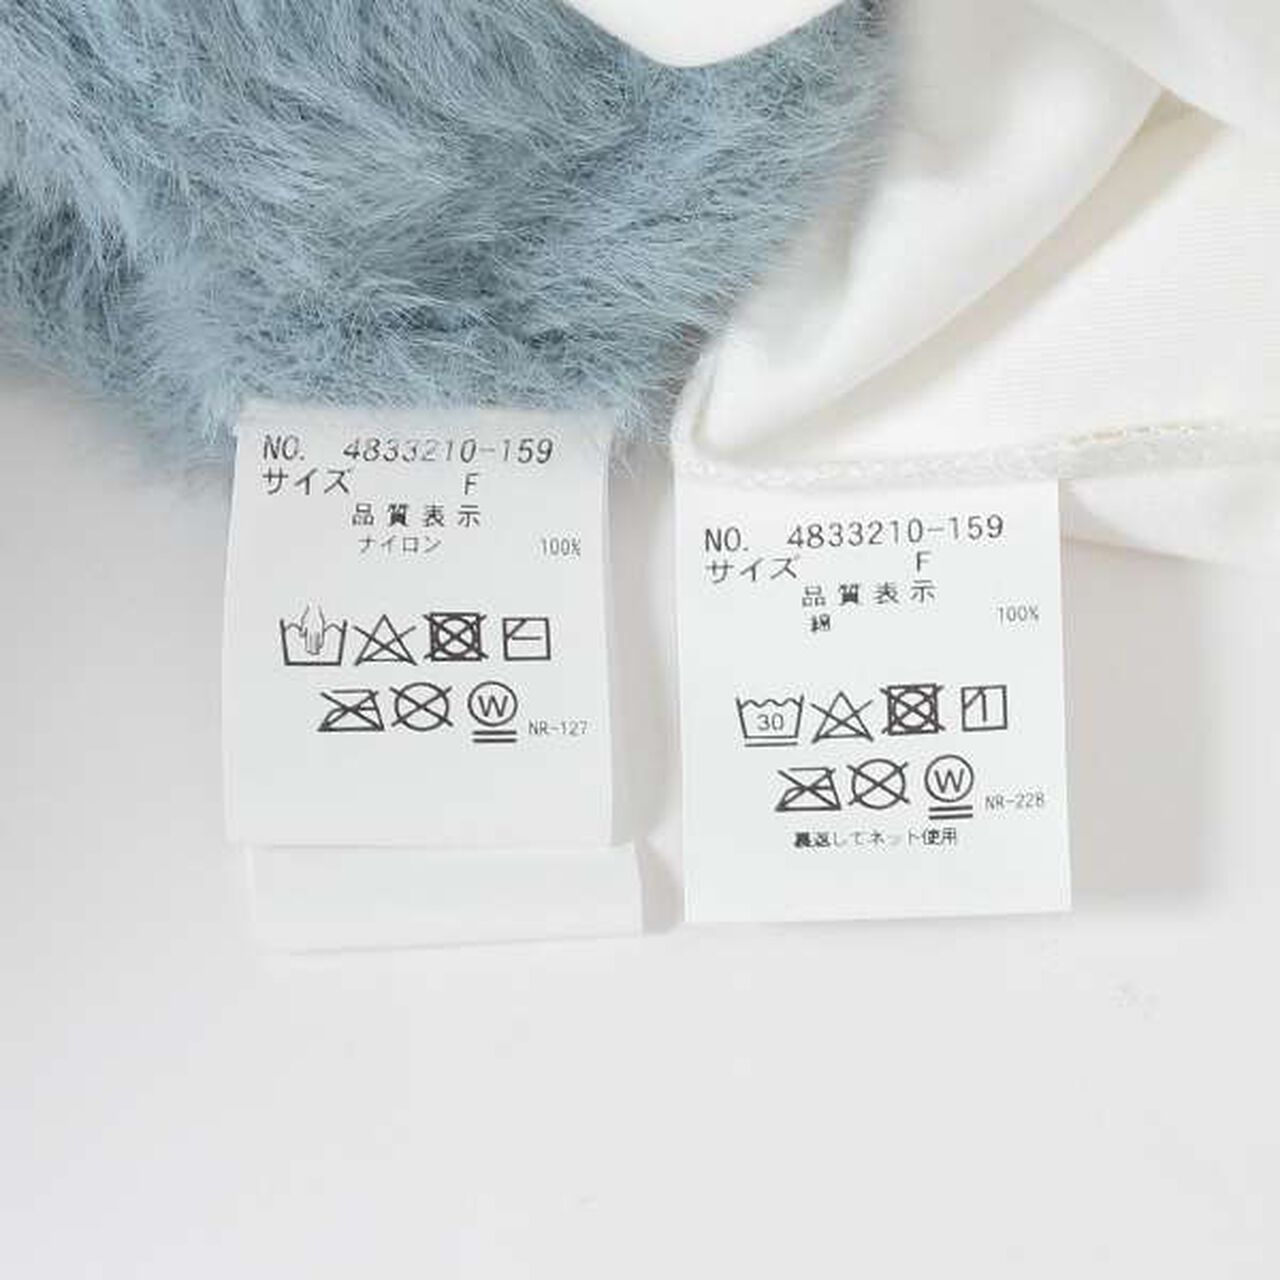 NO. 4833210-159
サイズ F
品質表示
ナイロン 100%
W
NR-127
NO. 4833210-159
サイズ F
品質表示
綿 100%
30
W
NR-228
裏返してネット使用